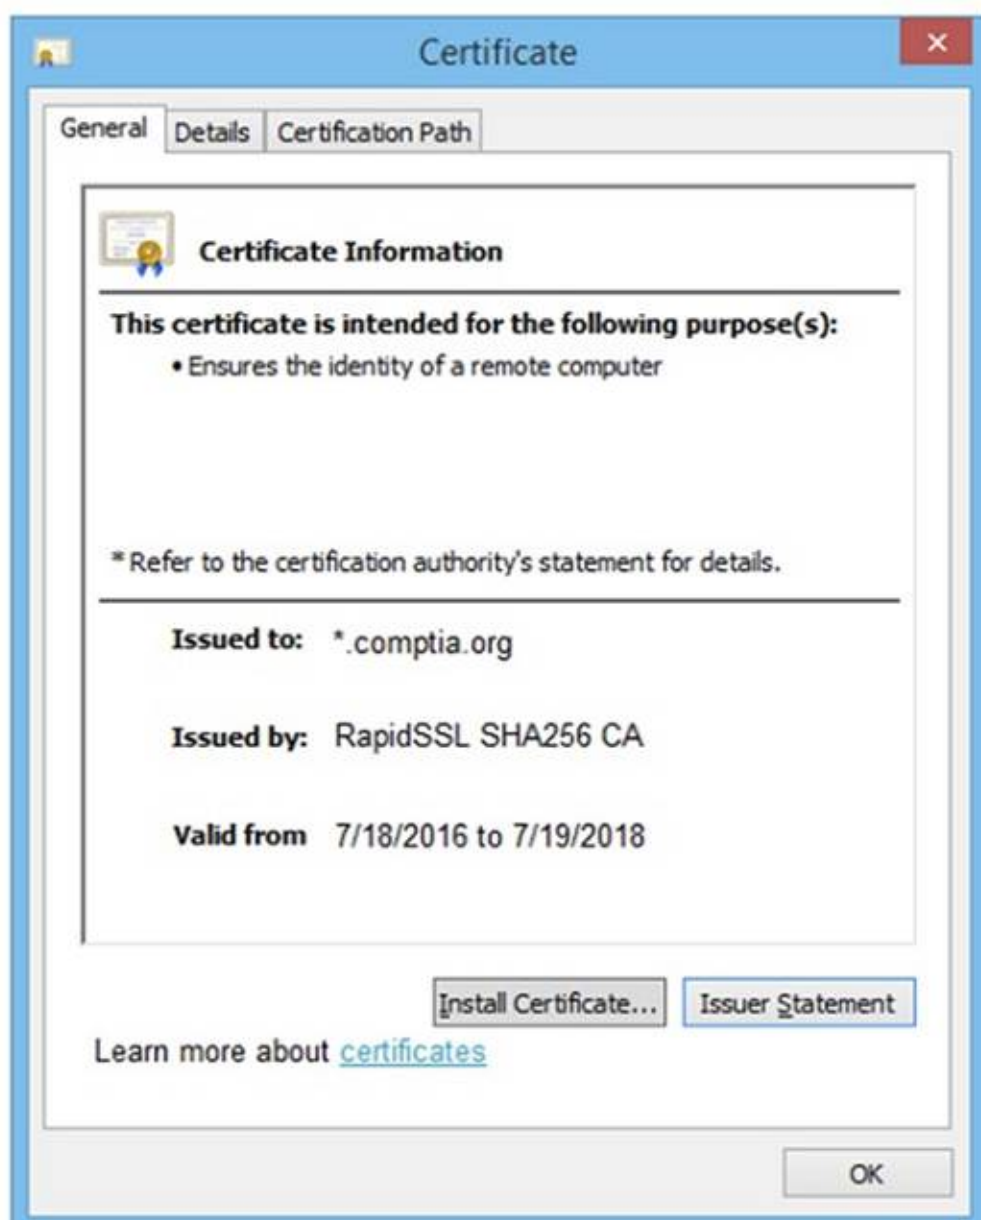 Certificate
General Details Certification Path
Certificate Information
This certificate is intended for the following purpose(s):
• Ensures the identity of a remote computer
* Refer to the certification authority's statement for details.
Issued to: *.comptia.org
Issued by: RapidSSL SHA256 CA
Valid from 7/18/2016 to 7/19/2018
Install Certificate... Issuer Statement
Learn more about certificates
OK